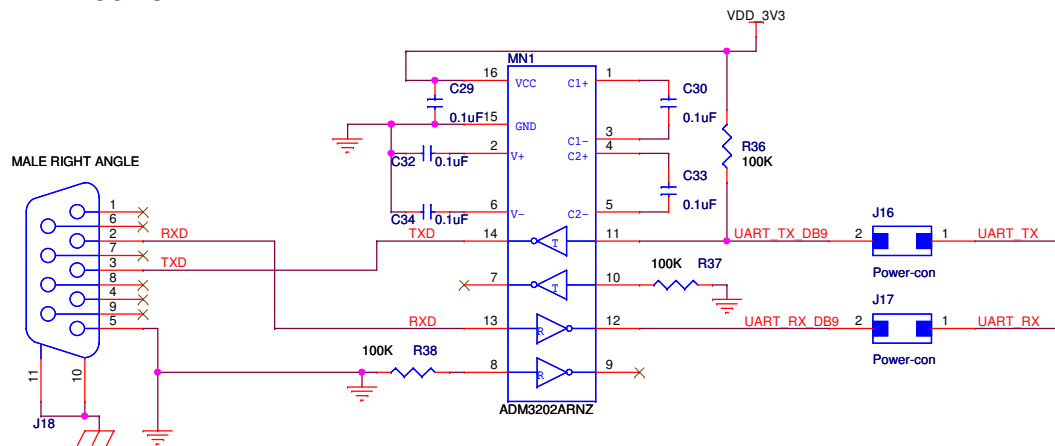 VDD_3V3
MN1
16 VCC C1+ 1
C29 C30
0.1uF 0.1uF
15 GND
C1- 3
MALE RIGHT ANGLE
C32 0.1uF 2 V+ C2+ 4
R36
100K
C33
0.1uF
C34 0.1uF 6 V- C2- 5
J16
1
6
2 RXD
TXD 14 T 11 UART_TX_DB9 2 1 UART_TX
7
3 TXD
Power-con
8
7 T 10 100K R37
4
9
J17
5
RXD 13 R 12 UART_RX_DB9 2 1 UART_RX
Power-con
100K R38 8 R 9
11 10
ADM3202ARNZ
J18